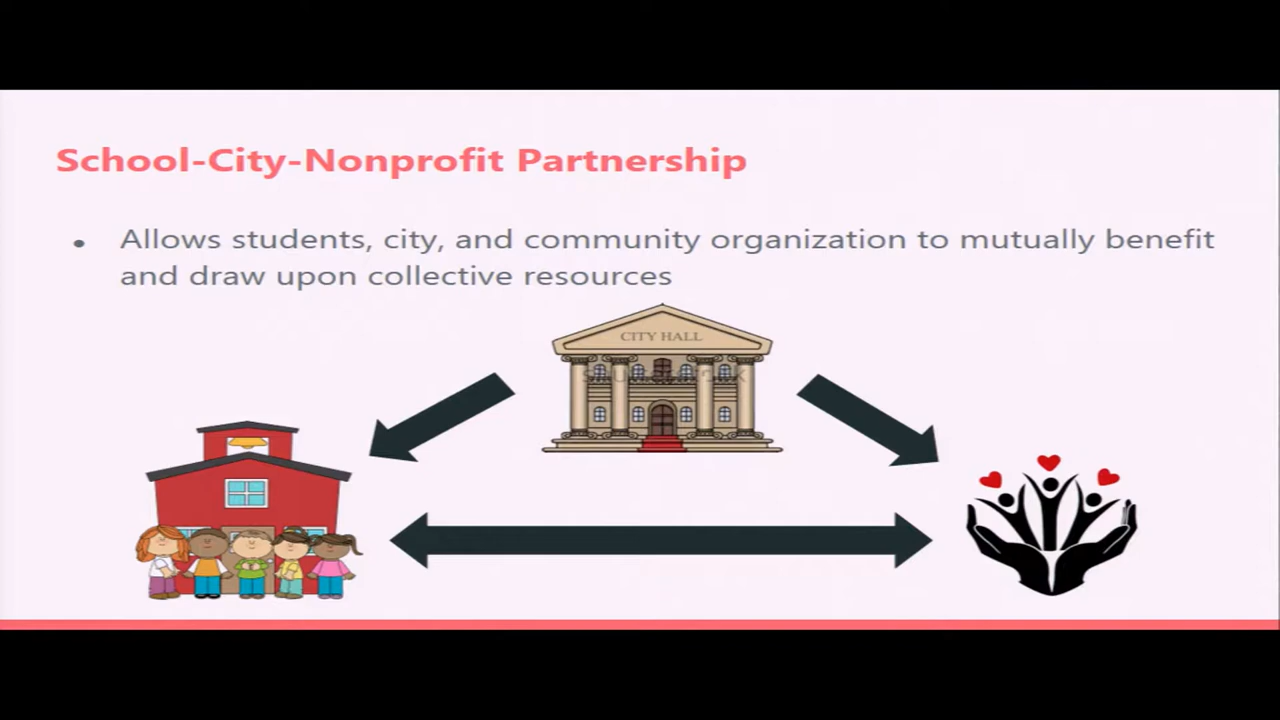 School-City-Nonprofit Partnership
• Allows students, city, and community organization to mutually benefit
and draw upon collective resources
CITY HALL